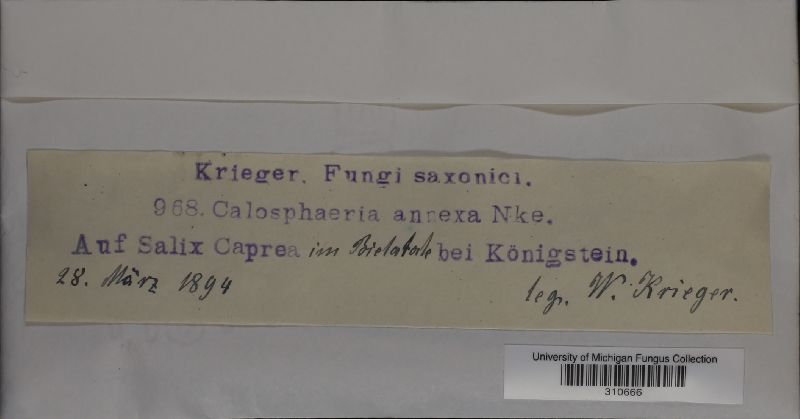 Krieger. Fungi saxonici.
968. Calosphaeria annexa Nke.
Auf Salix Caprea im Bielatale bei Königstein.
28. März 1894
leg. W. Krieger.
University of Michigan Fungus Collection
310666